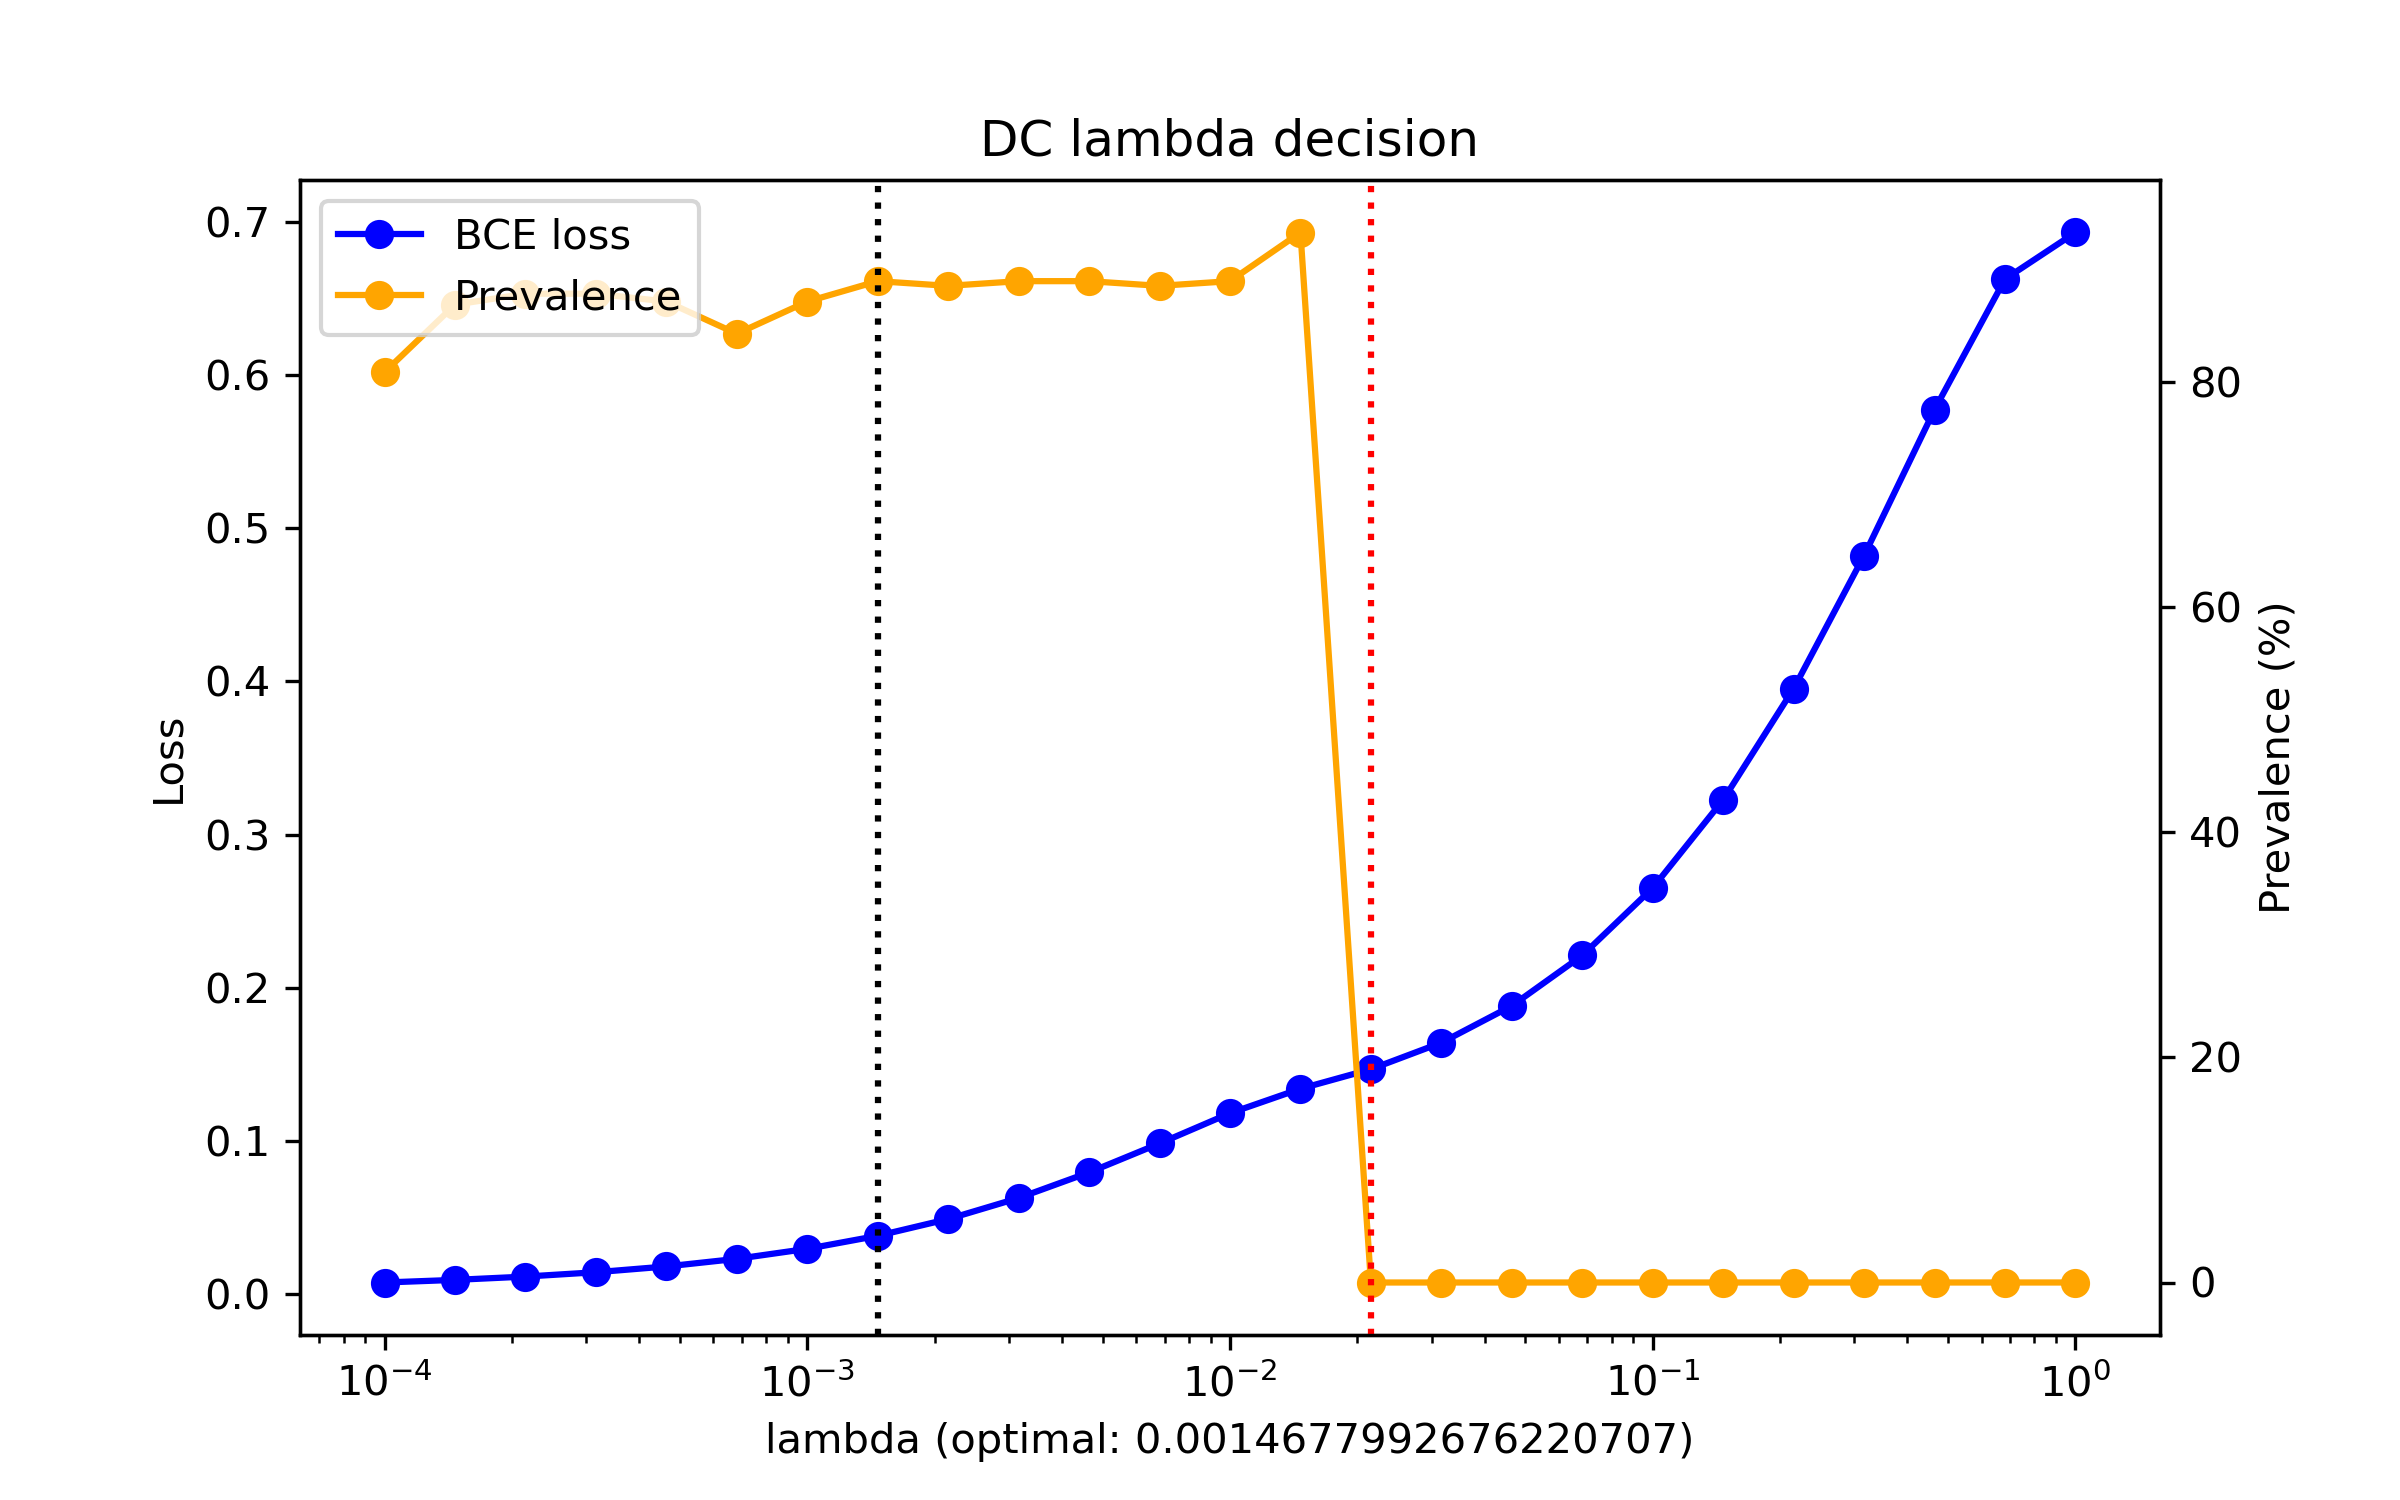 DC lambda decision
BCE loss
Prevalence
0.7
0.6
0.5
0.4
0.3
0.2
0.1
0.0
Loss
80
60
40
20
0
Prevalence (%)
10⁻⁴ 10⁻³ 10⁻² 10⁻¹ 10⁰
lambda (optimal: 0.0014677992676220707)